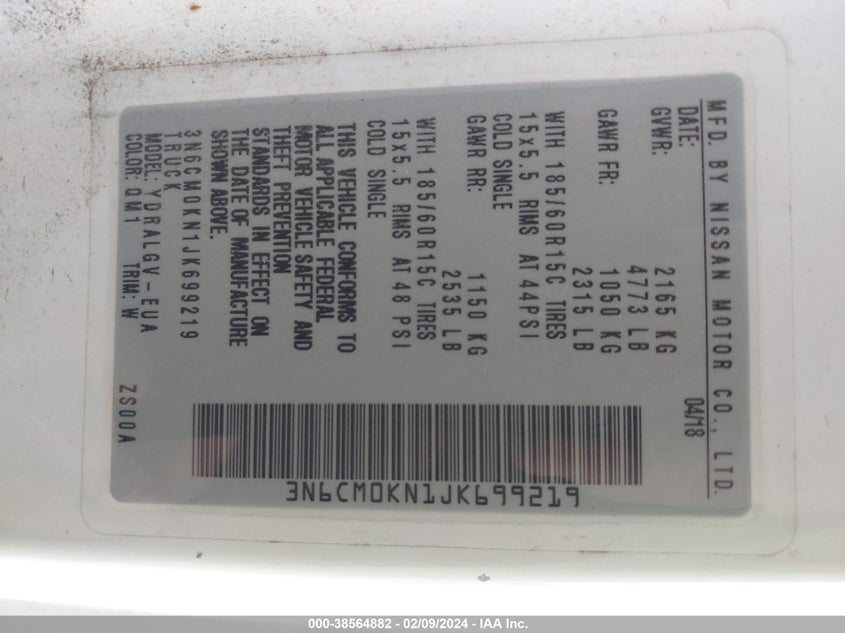 MFD. BY NISSAN MOTOR CO., LTD.
DATE: 04/18
GVWR: 2165 KG
4773 LB
GAWR FR: 1050 KG
2315 LB
WITH 185/60R15C TIRES
15x5.5 RIMS AT 44PSI
COLD SINGLE
GAWR RR: 1150 KG
2535 LB
WITH 185/60R15C TIRES
15x5.5 RIMS AT 48 PSI
COLD SINGLE
THIS VEHICLE CONFORMS TO
ALL APPLICABLE FEDERAL
MOTOR VEHICLE SAFETY AND
THEFT PREVENTION
STANDARDS IN EFFECT ON
THE DATE OF MANUFACTURE
SHOWN ABOVE.
3N6CM0KN1JK699219
TRUCK
MODEL: YDRALGV-EUA
COLOR: QM1 TRIM: W ZS00A
3N6CM0KN1JK699219
000-38564882 - 02/09/2024 - IAA Inc.